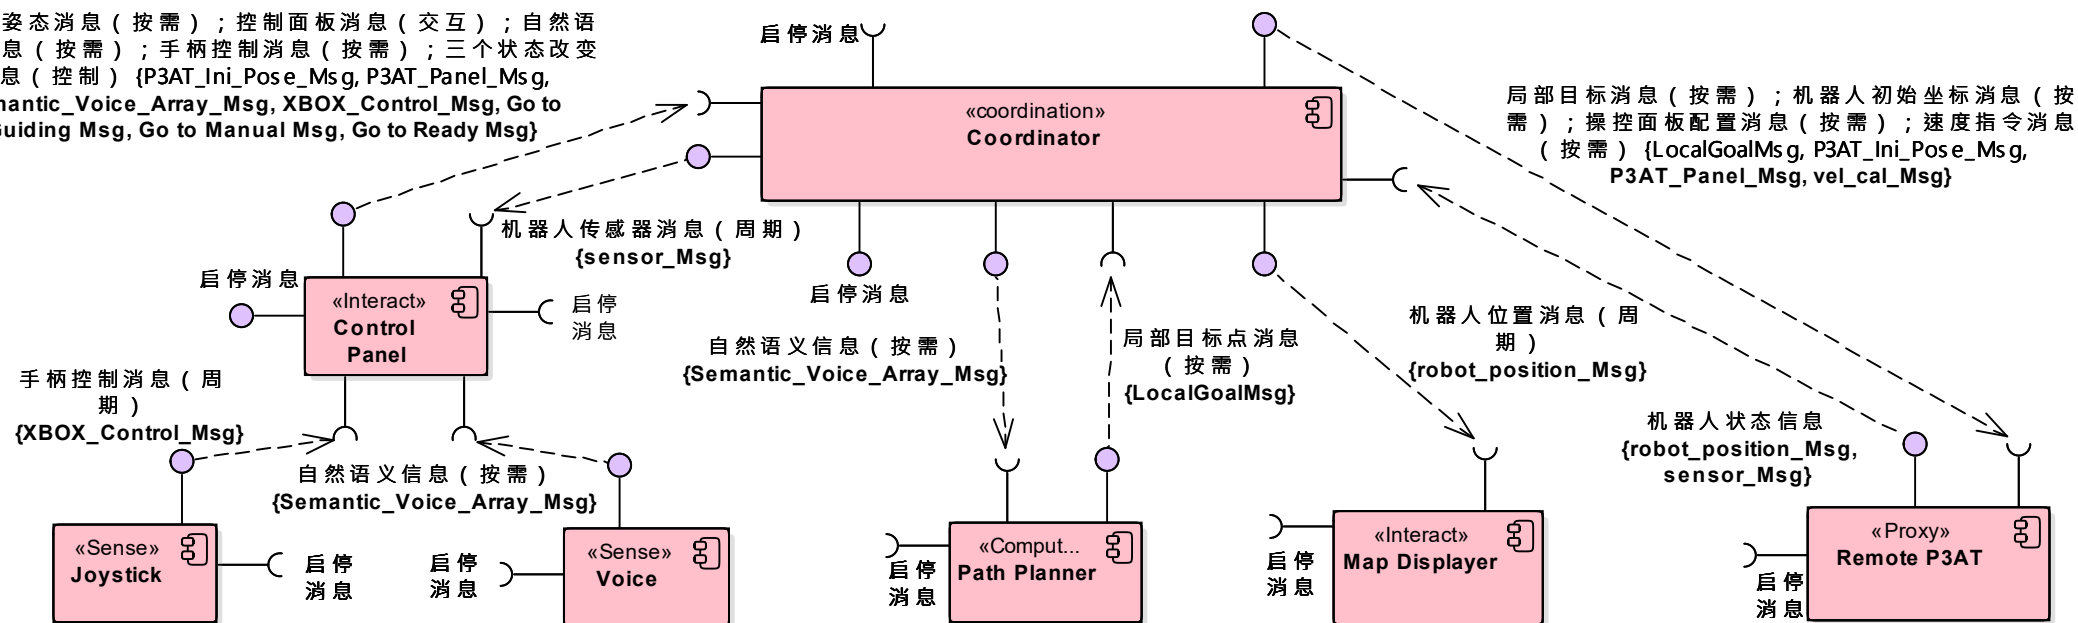 姿态消息（按需）；控制面板消息（交互）；自然语
息（按需）；手柄控制消息（按需）；三个状态改变
息（控制） {P3AT_Ini_Pose_Msg, P3AT_Panel_Msg,
mantic_Voice_Array_Msg, XBOX_Control_Msg, Go to
Guiding Msg, Go to Manual Msg, Go to Ready Msg}
启停消息
«coordination»
Coordinator
局部目标消息（按需）；机器人初始坐标消息（按
需）；操控面板配置消息（按需）；速度指令消息
（按需） {LocalGoalMsg, P3AT_Ini_Pose_Msg,
P3AT_Panel_Msg, vel_cal_Msg}
机器人传感器消息（周期）
{sensor_Msg}
启停消息
«Interact»
Control
Panel
启停
消息
启停消息
自然语义信息（按需）
{Semantic_Voice_Array_Msg}
局部目标点消息
（按需）
{LocalGoalMsg}
机器人位置消息（周
期）
{robot_position_Msg}
手柄控制消息（周
期）
{XBOX_Control_Msg}
自然语义信息（按需）
{Semantic_Voice_Array_Msg}
机器人状态信息
{robot_position_Msg,
sensor_Msg}
«Sense»
Joystick
启停
消息
启停
消息
«Sense»
Voice
启停
消息
«Comput...
Path Planner
启停
消息
«Interact»
Map Displayer
启停
消息
«Proxy»
Remote P3AT